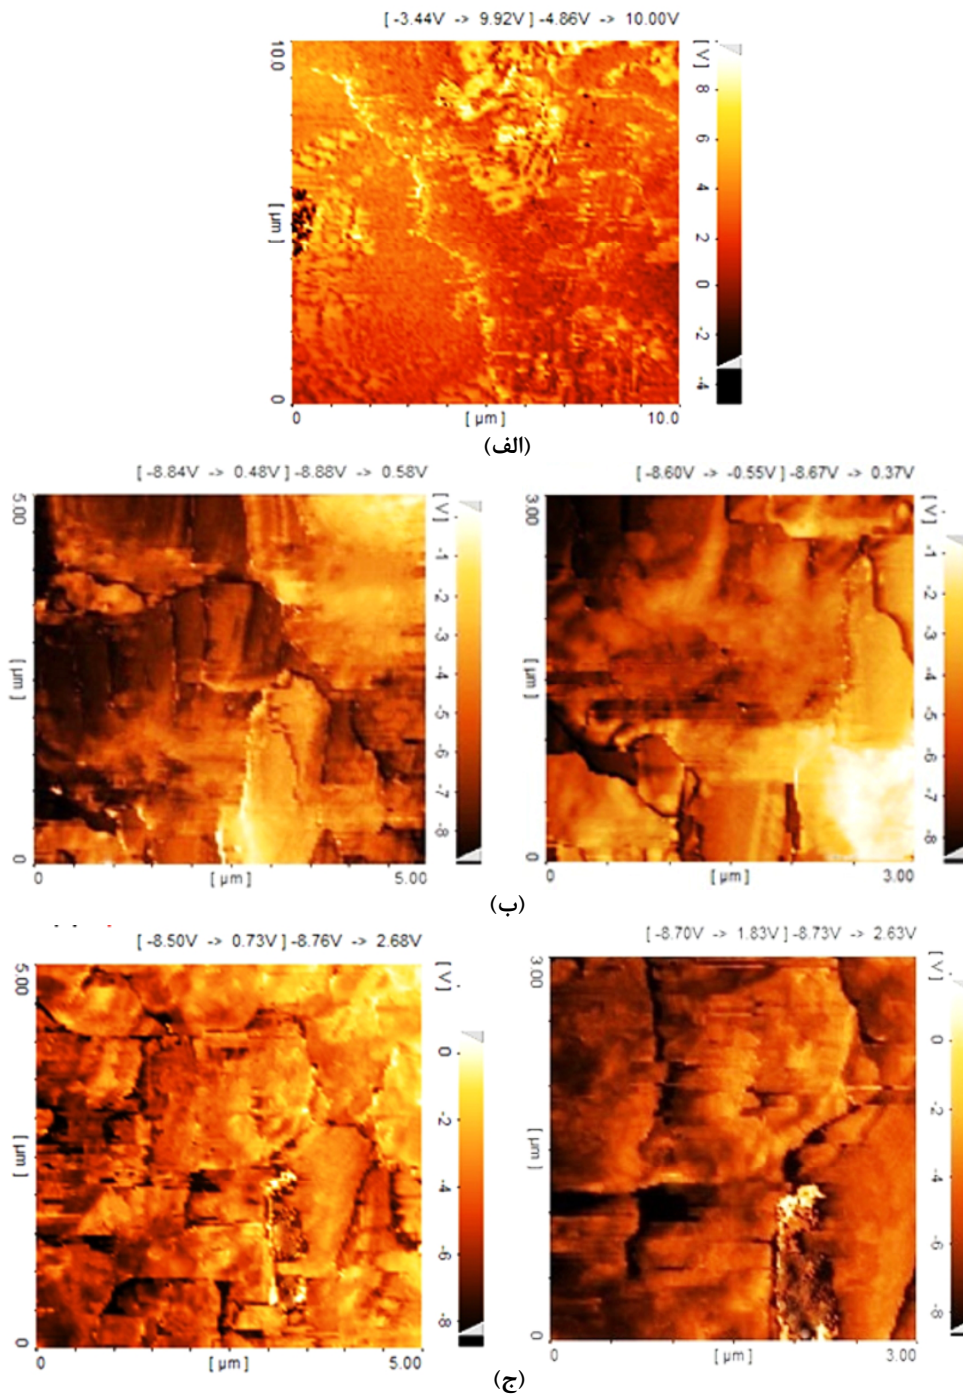 [ -3.44V -> 9.92V ] -4.86V -> 10.00V
10.0
[ µm ]
0
0
[ µm ]
10.0
[ V ]
8
6
4
2
0
-2
-4
(الف)
[ -8.84V -> 0.48V ] -8.88V -> 0.58V
5.00
[ µm ]
0
0
[ µm ]
5.00
[ V ]
-1
-2
-3
-4
-5
-6
-7
-8
[ -8.60V -> -0.55V ] -8.67V -> 0.37V
3.00
[ µm ]
0
0
[ µm ]
3.00
[ V ]
-1
-2
-3
-4
-5
-6
-7
-8
(ب)
[ -8.50V -> 0.73V ] -8.76V -> 2.68V
5.00
[ µm ]
0
0
[ µm ]
5.00
[ V ]
0
-2
-4
-6
-8
[ -8.70V -> 1.83V ] -8.73V -> 2.63V
3.00
[ µm ]
0
0
[ µm ]
3.00
[ V ]
0
-2
-4
-6
-8
(ج)